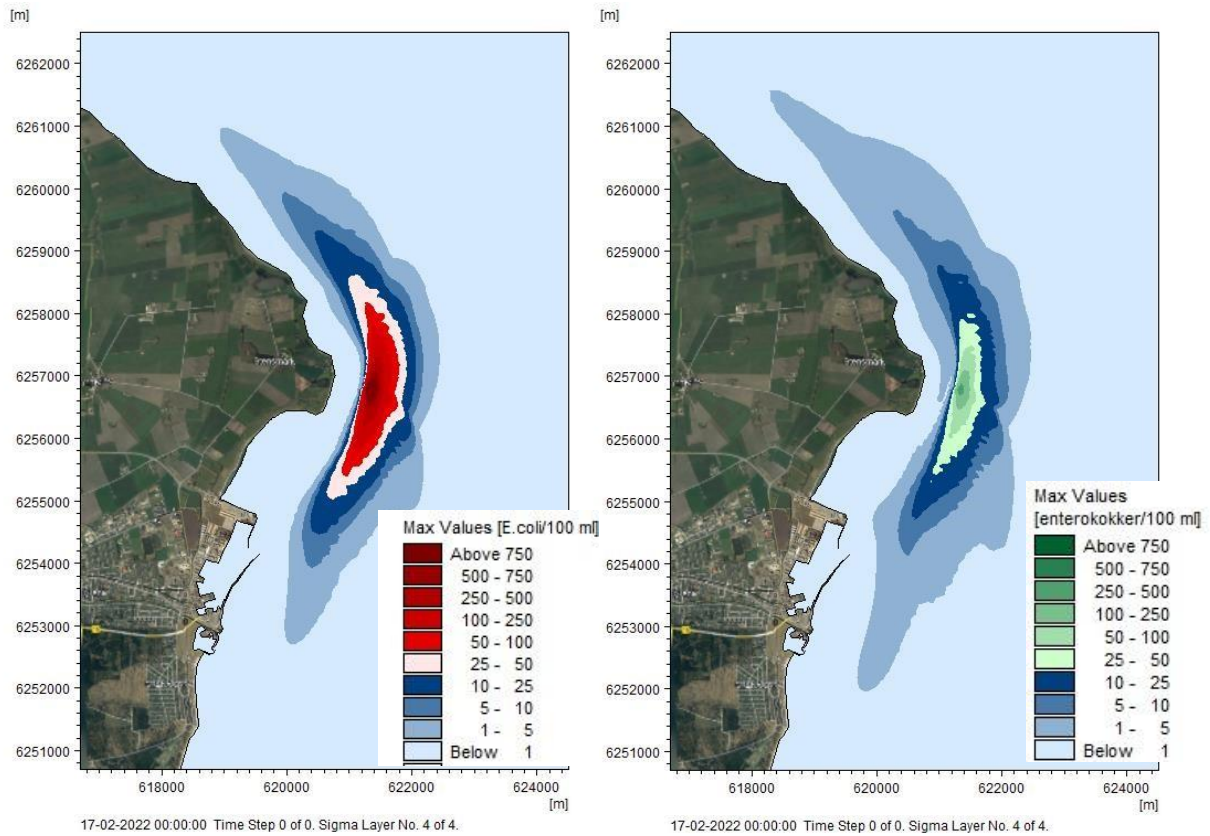 [m]
[m]
6262000
6261000
6260000
6259000
6258000
6257000
6256000
6255000
6254000
6253000
6252000
6251000
618000
620000
622000
624000
[m]
Max Values [E.coli/100 ml]
Above 750
500 - 750
250 - 500
100 - 250
50 - 100
25 - 50
10 - 25
5 - 10
1 - 5
Below 1
17-02-2022 00:00:00 Time Step 0 of 0. Sigma Layer No. 4 of 4.
6262000
6261000
6260000
6259000
6258000
6257000
6256000
6255000
6254000
6253000
6252000
6251000
618000
620000
622000
624000
[m]
Max Values
[enterokokker/100 ml]
Above 750
500 - 750
250 - 500
100 - 250
50 - 100
25 - 50
10 - 25
5 - 10
1 - 5
Below 1
17-02-2022 00:00:00 Time Step 0 of 0. Sigma Layer No. 4 of 4.